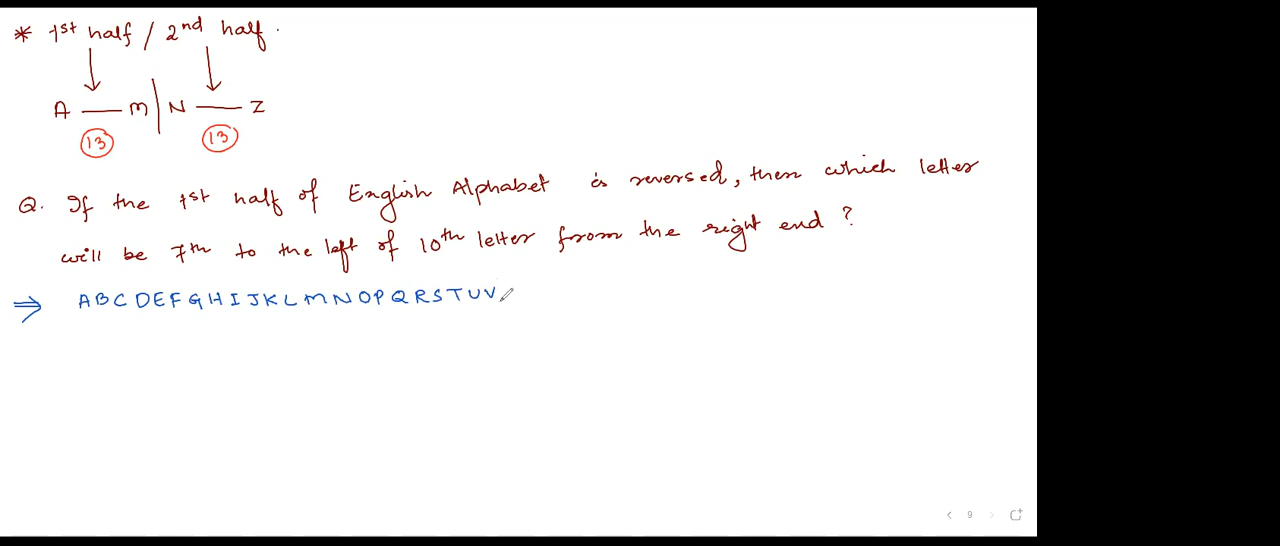 * 1st half / 2nd half.
A — M | N — Z
13 13
Q. If the 1st half of English Alphabet is reversed, then which letter
will be 7th to the left of 10th letter from the right end?
⇒ A B C D E F G H I J K L M N O P Q R S T U V
9